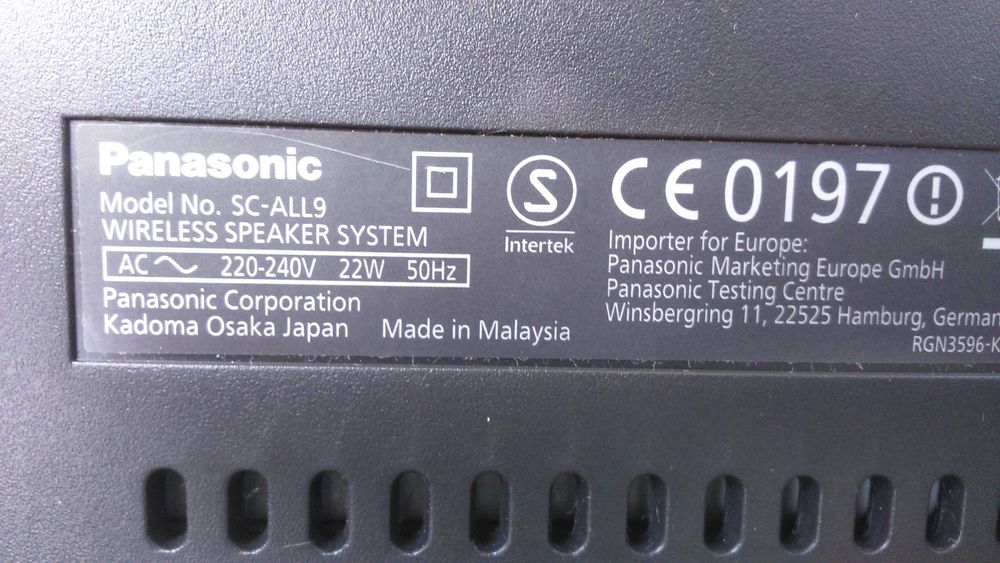 Panasonic
Model No. SC-ALL9
WIRELESS SPEAKER SYSTEM
AC 220-240V 22W 50Hz
Panasonic Corporation
Kadoma Osaka Japan Made in Malaysia
S
Intertek
CE 0197
Importer for Europe:
Panasonic Marketing Europe GmbH
Panasonic Testing Centre
Winsbergring 11, 22525 Hamburg, German
RGN3596-K